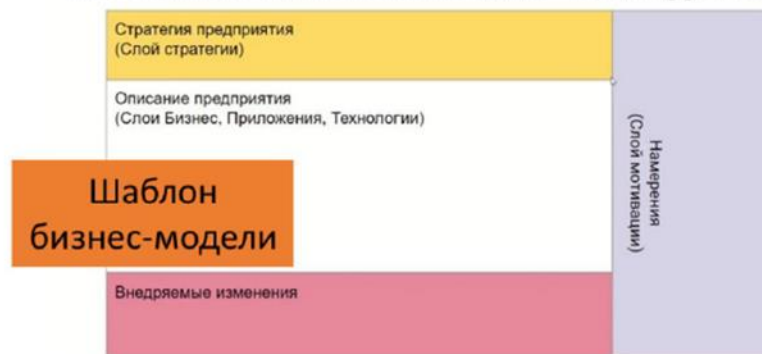 Стратегия предприятия
(Слой стратегии)
Описание предприятия
(Слои Бизнес, Приложения, Технологии)
Шаблон
бизнес-модели
Внедряемые изменения
Намерения
(Слой мотивации)